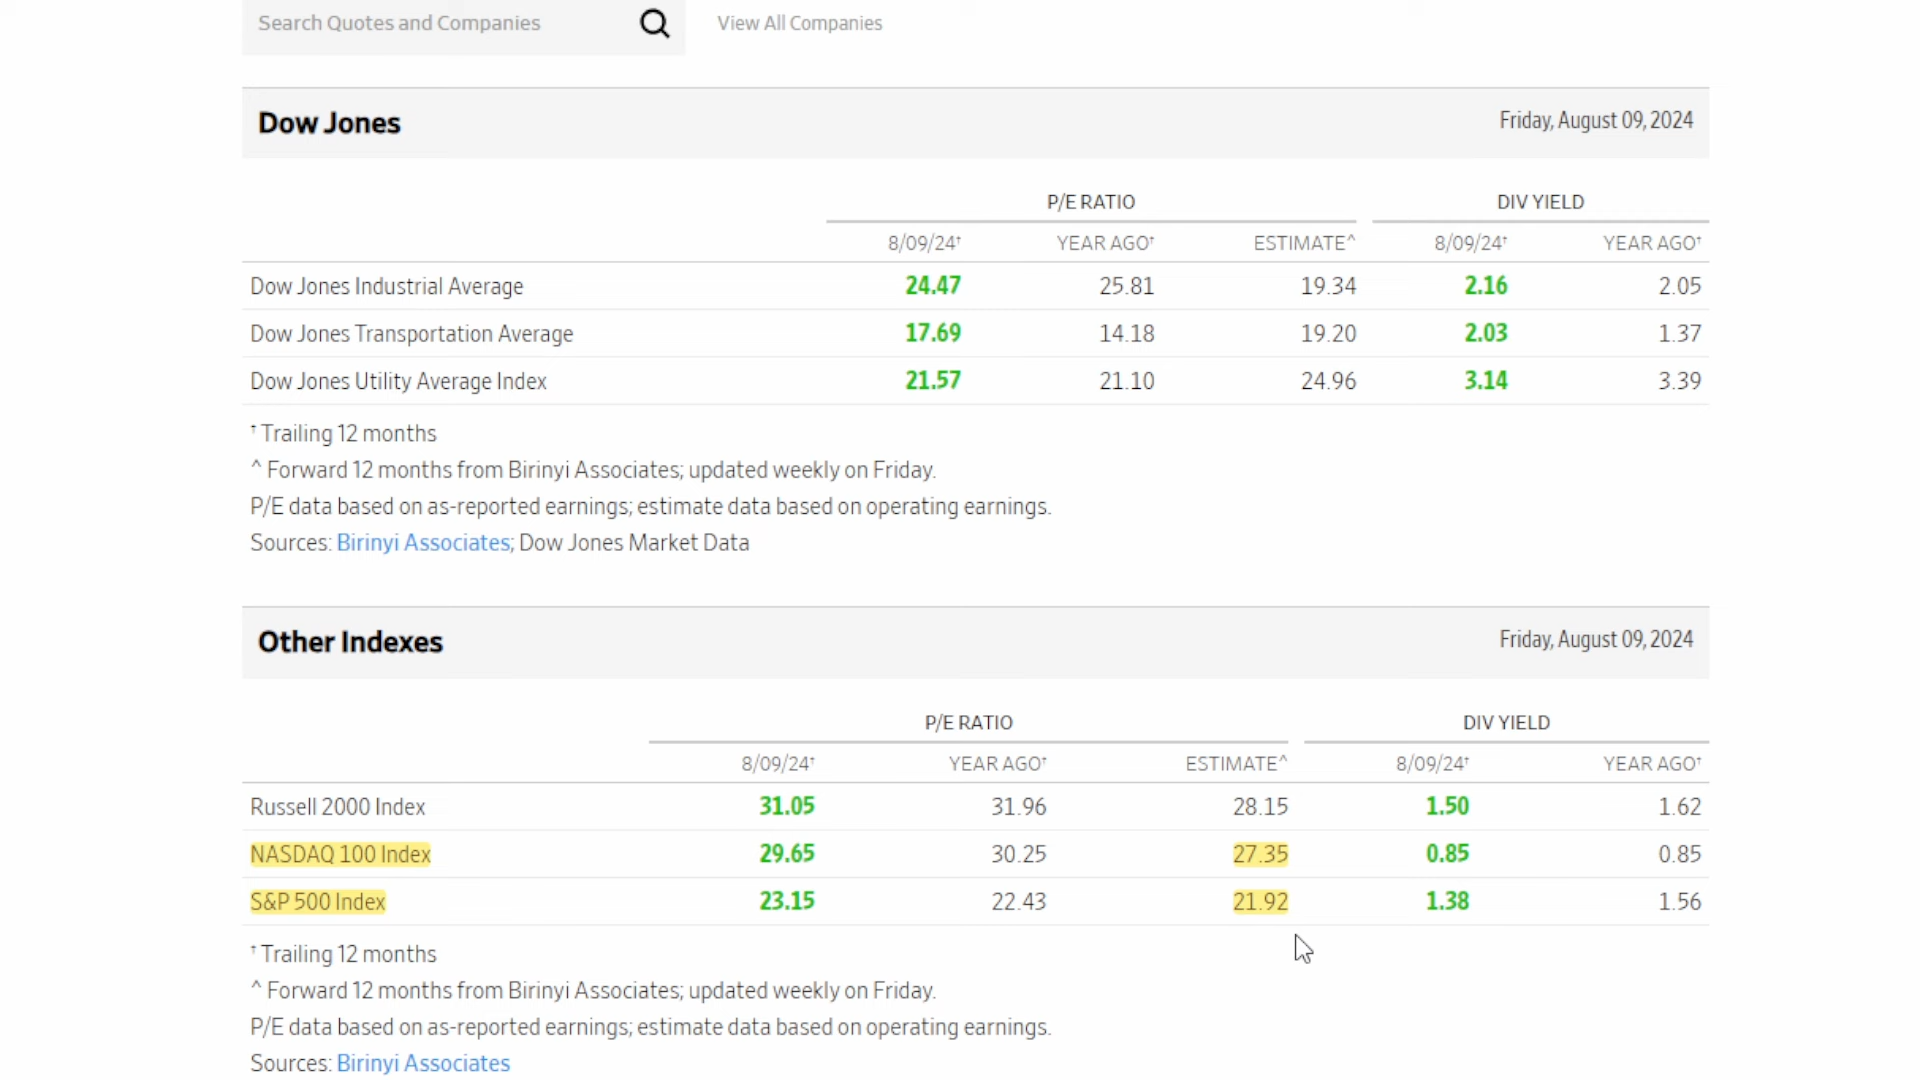 Search Quotes and Companies View All Companies
Dow Jones Friday, August 09, 2024
P/E RATIO DIV YIELD
8/09/24† YEAR AGO† ESTIMATE^ 8/09/24† YEAR AGO†
Dow Jones Industrial Average 24.47 25.81 19.34 2.16 2.05
Dow Jones Transportation Average 17.69 14.18 19.20 2.03 1.37
Dow Jones Utility Average Index 21.57 21.10 24.96 3.14 3.39
† Trailing 12 months
^ Forward 12 months from Birinyi Associates; updated weekly on Friday.
P/E data based on as-reported earnings; estimate data based on operating earnings.
Sources: Birinyi Associates; Dow Jones Market Data
Other Indexes Friday, August 09, 2024
P/E RATIO DIV YIELD
8/09/24† YEAR AGO† ESTIMATE^ 8/09/24† YEAR AGO†
Russell 2000 Index 31.05 31.96 28.15 1.50 1.62
NASDAQ 100 Index 29.65 30.25 27.35 0.85 0.85
S&P 500 Index 23.15 22.43 21.92 1.38 1.56
† Trailing 12 months
^ Forward 12 months from Birinyi Associates; updated weekly on Friday.
P/E data based on as-reported earnings; estimate data based on operating earnings.
Sources: Birinyi Associates